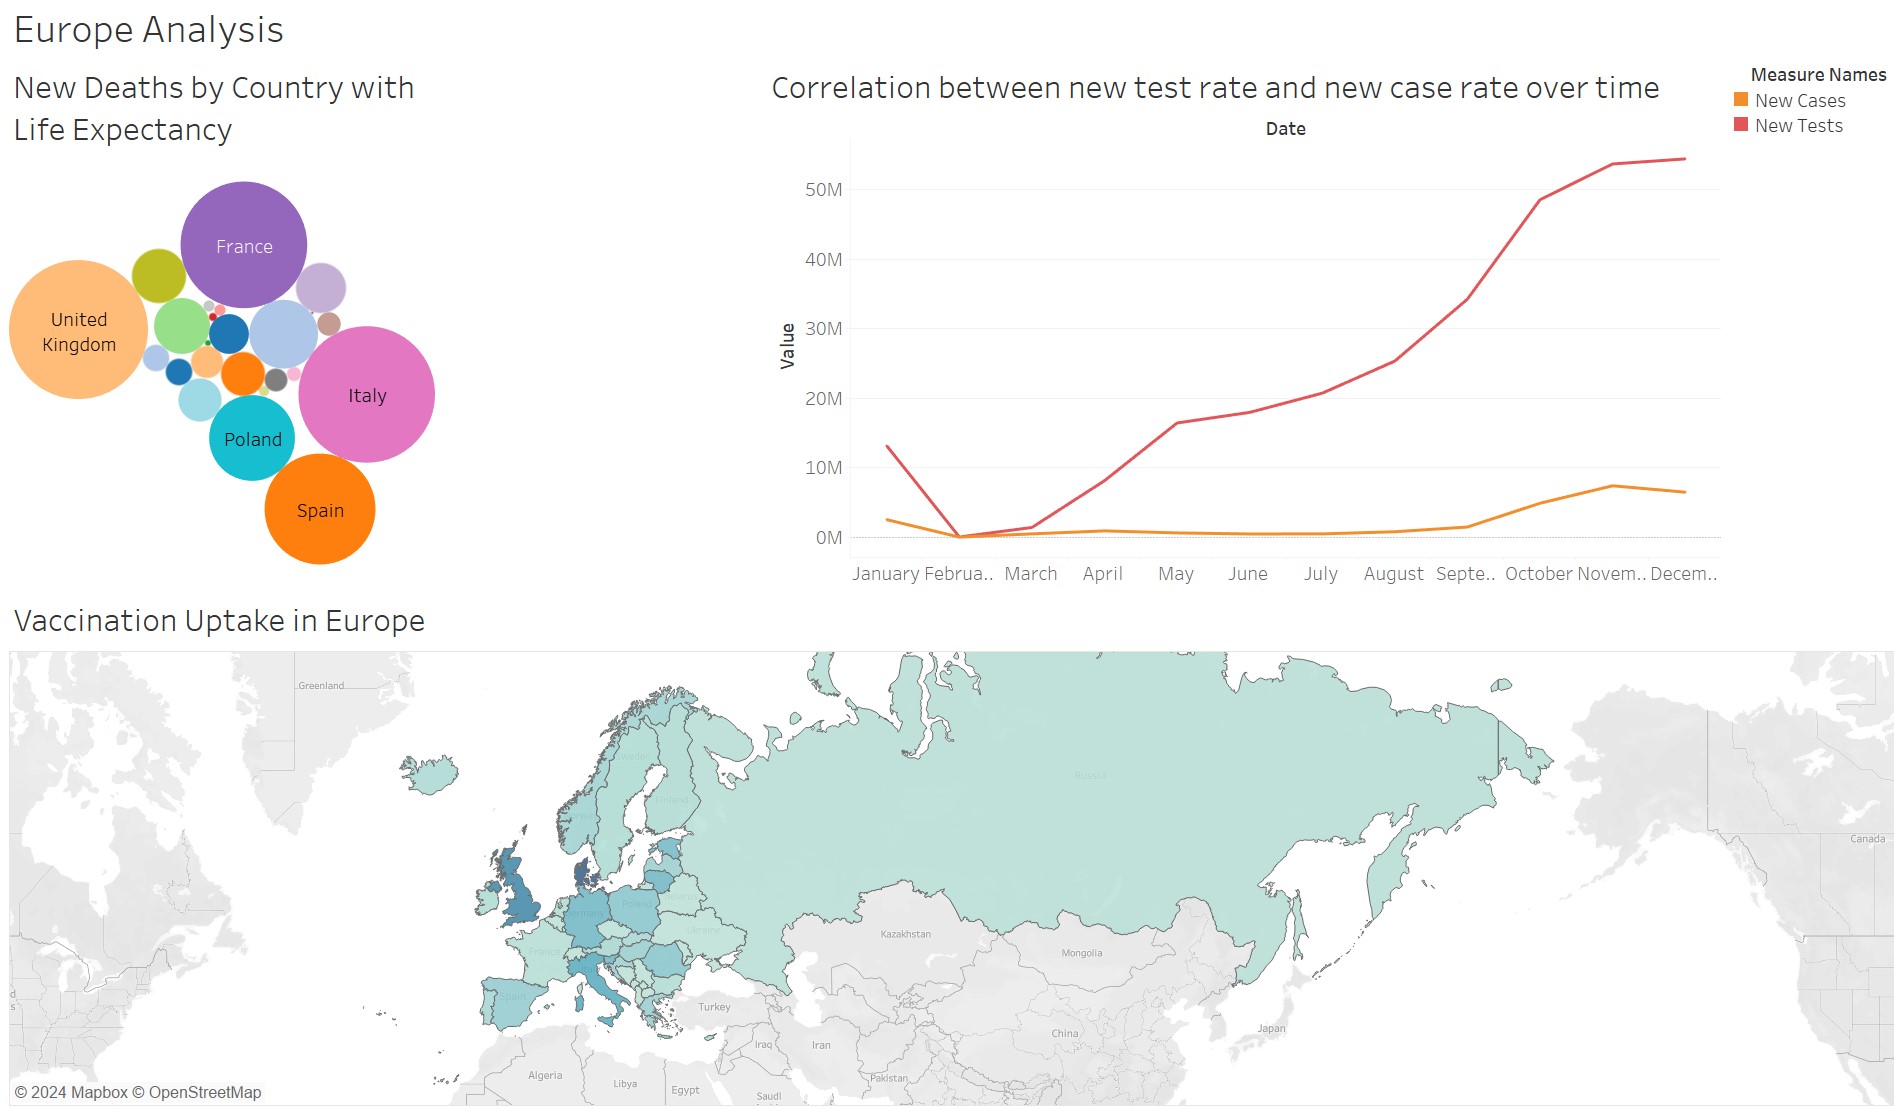 Europe Analysis
New Deaths by Country with
Life Expectancy
France
United
Kingdom
Italy
Poland
Spain
Correlation between new test rate and new case rate over time
Date
Value
50M
40M
30M
20M
10M
0M
January Februa.. March April May June July August Septe.. October Novem.. Decem..
Measure Names
New Cases
New Tests
Vaccination Uptake in Europe
Greenland
Sweden
Finland
Russia
Canada
Poland
Belarus
Germany
Ukraine
France
Kazakhstan
Mongolia
Spain
Turkey
Iraq
Iran
China
Japan
Algeria
Libya
Egypt
Pakistan
Saudi
© 2024 Mapbox © OpenStreetMap